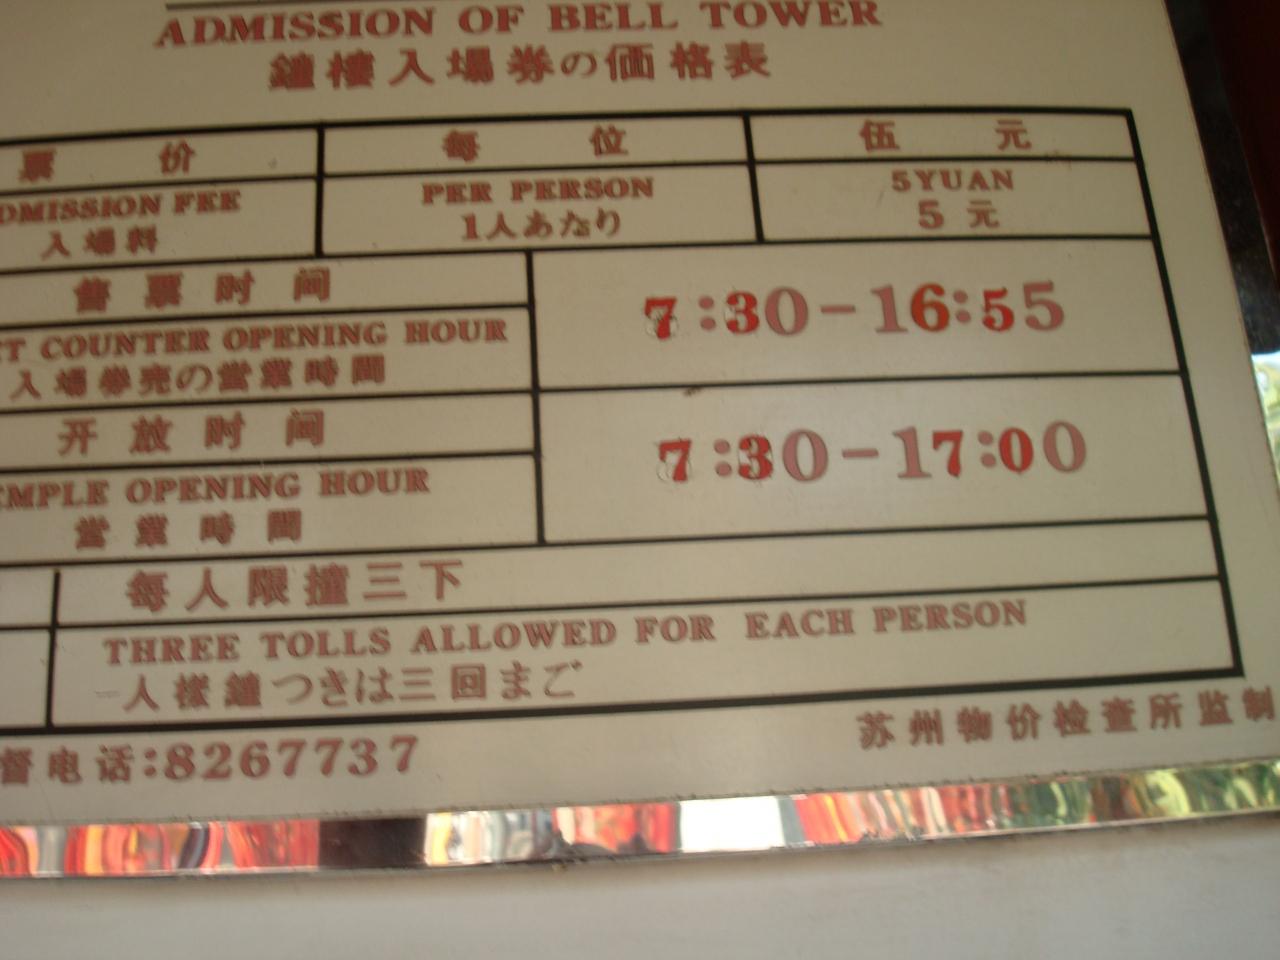 ADMISSION OF BELL TOWER
鐘樓入場券の価格表
票价 每位 伍元
DMISSION FEE PER PERSON 5YUAN
入場料 1人あたり 5元
售票时间
7:30-16:55
ET COUNTER OPENING HOUR
入場券売の営業時間
开放时间
7:30-17:00
EMPLE OPENING HOUR
営業時間
每人限撞三下
THREE TOLLS ALLOWED FOR EACH PERSON
一人様鐘つきは三回まで
督电话:8267737
苏州物价检查所监制